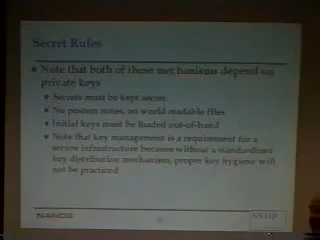 Secret Rules
Note that both of these mechanisms depend on
private keys
Secrets must be kept secret
No postem notes, no world readable files
Initial keys must be loaded out-of-band
Note that key management is a requirement for a
secure infrastructure because without a standardized
key distribution mechanism, proper key hygiene will
not be practiced
NANOG